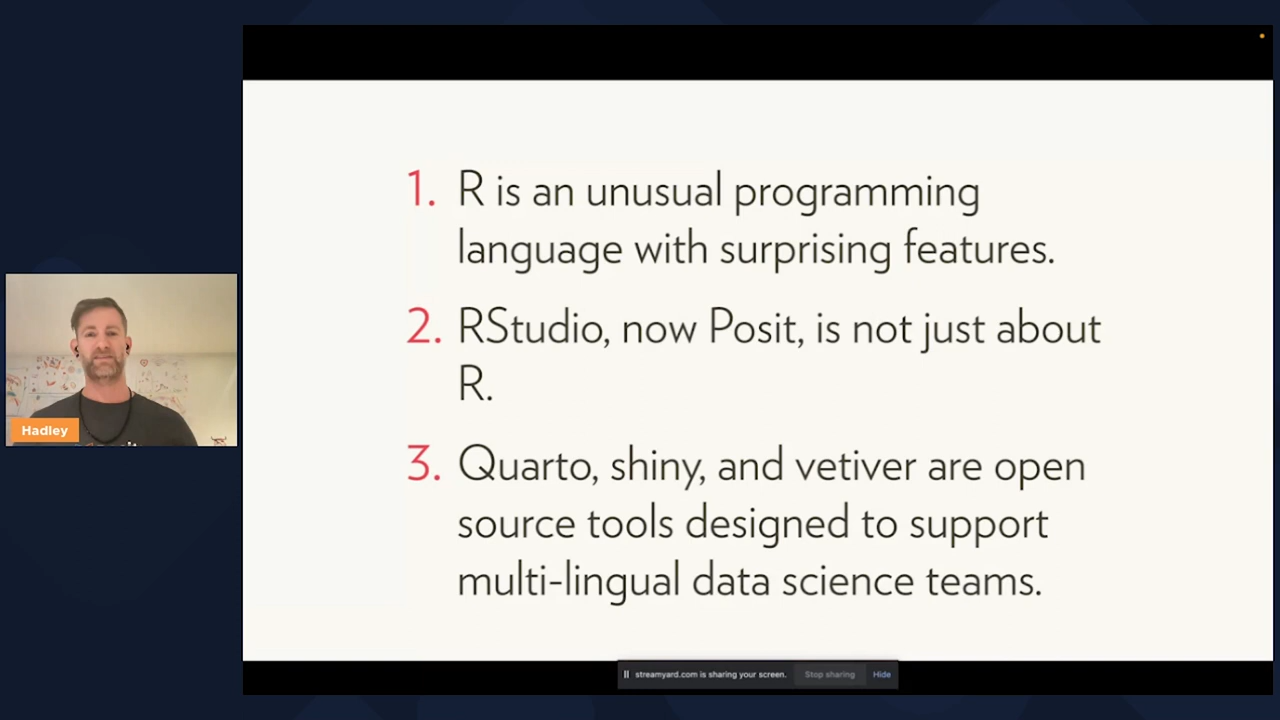 1. R is an unusual programming
language with surprising features.
2. RStudio, now Posit, is not just about
R.
3. Quarto, shiny, and vetiver are open
source tools designed to support
multi-lingual data science teams.
Hadley
streamyard.com is sharing your screen. Stop sharing Hide